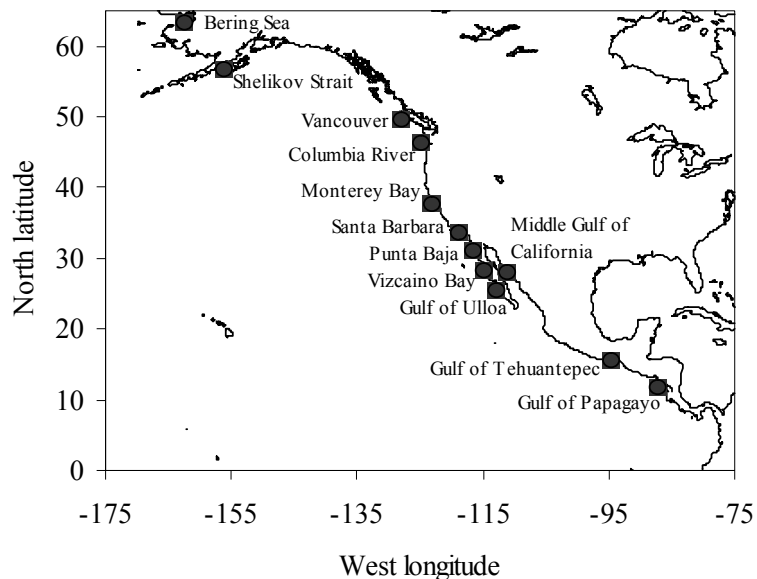 60
50
40
30
20
10
0
North latitude
Bering Sea
Shelikov Strait
Vancouver
Columbia River
Monterey Bay
Santa Barbara
Middle Gulf of
California
Punta Baja
Vizcaino Bay
Gulf of Ulloa
Gulf of Tehuantepec
Gulf of Papagayo
-175
-155
-135
-115
-95
-75
West longitude